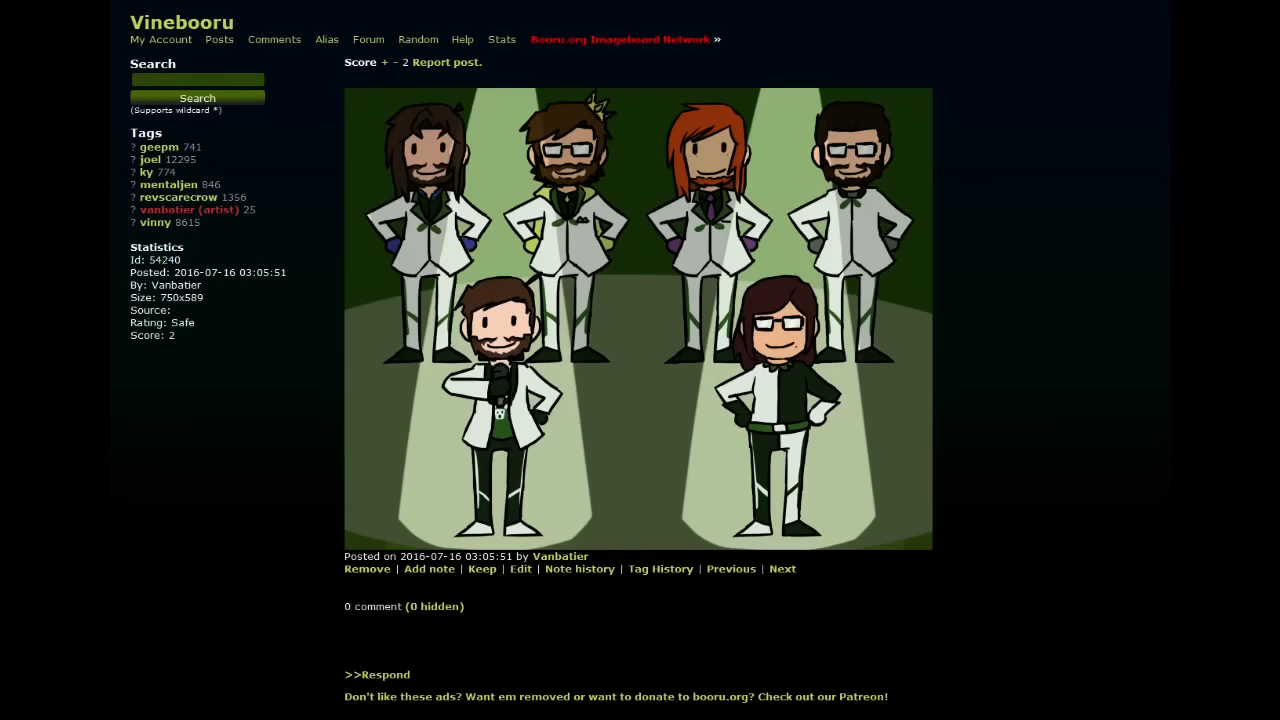 Vinebooru
My Account Posts Comments Alias Forum Random Help Stats Booru.org Imageboard Network »
Search
Search
(Supports wildcard *)
Tags
? geepm 741
? joel 12295
? ky 774
? mentaljen 846
? revscarecrow 1356
? vanbatier (artist) 25
? vinny 8615
Statistics
Id: 54240
Posted: 2016-07-16 03:05:51
By: Vanbatier
Size: 750x589
Source:
Rating: Safe
Score: 2
Score + - 2 Report post.
Posted on 2016-07-16 03:05:51 by Vanbatier
Remove | Add note | Keep | Edit | Note history | Tag History | Previous | Next
0 comment (0 hidden)
>>Respond
Don't like these ads? Want em removed or want to donate to booru.org? Check out our Patreon!